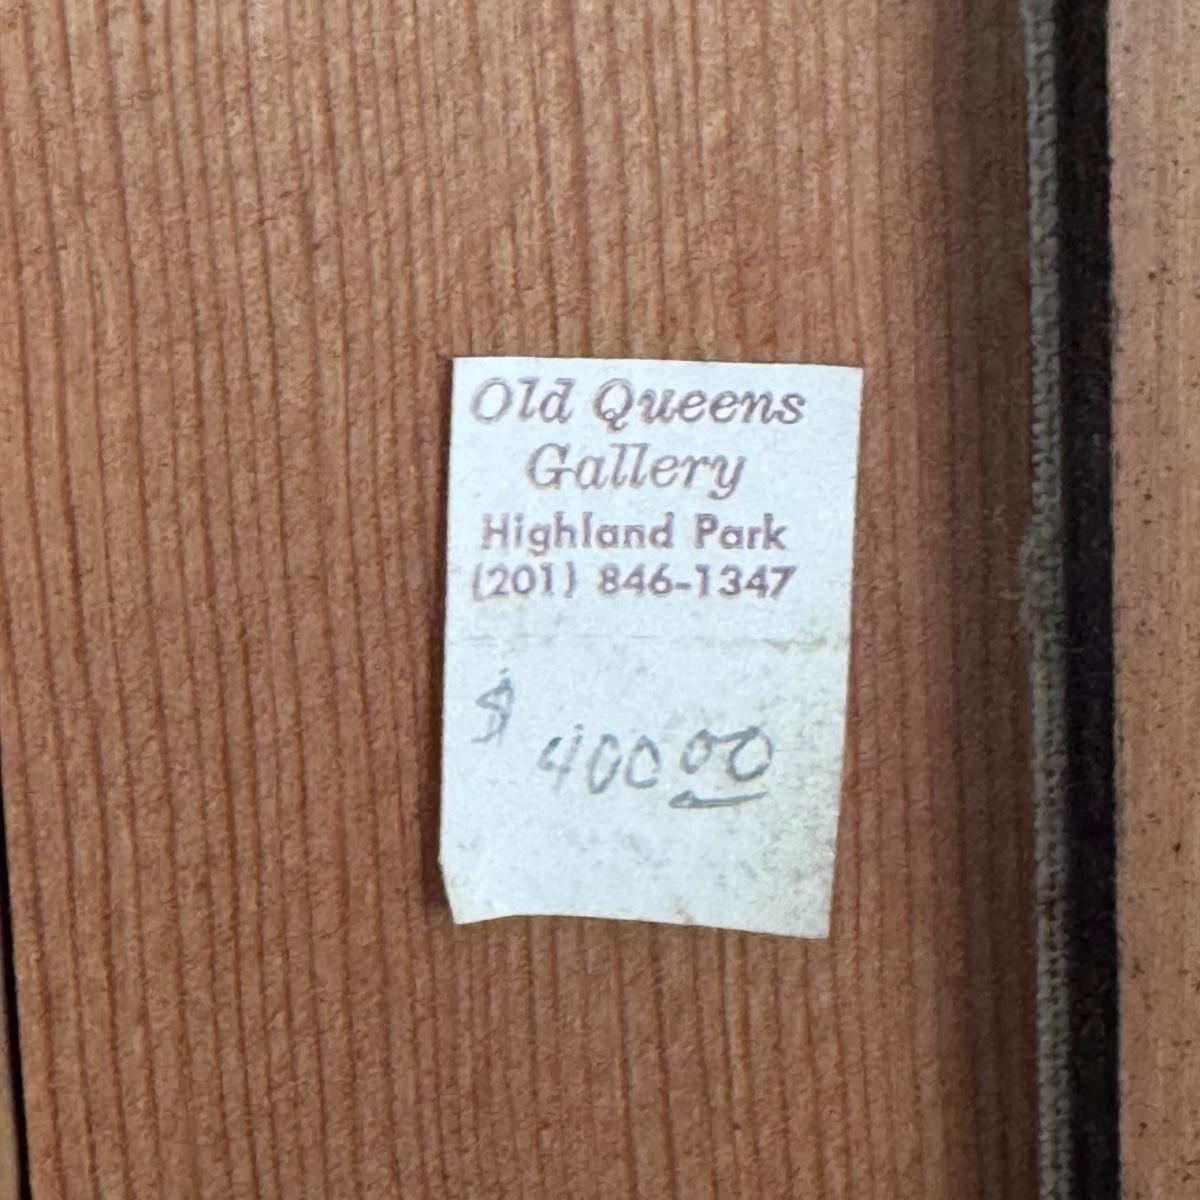 Old Queens
Gallery
Highland Park
(201) 846-1347
$ 400 00